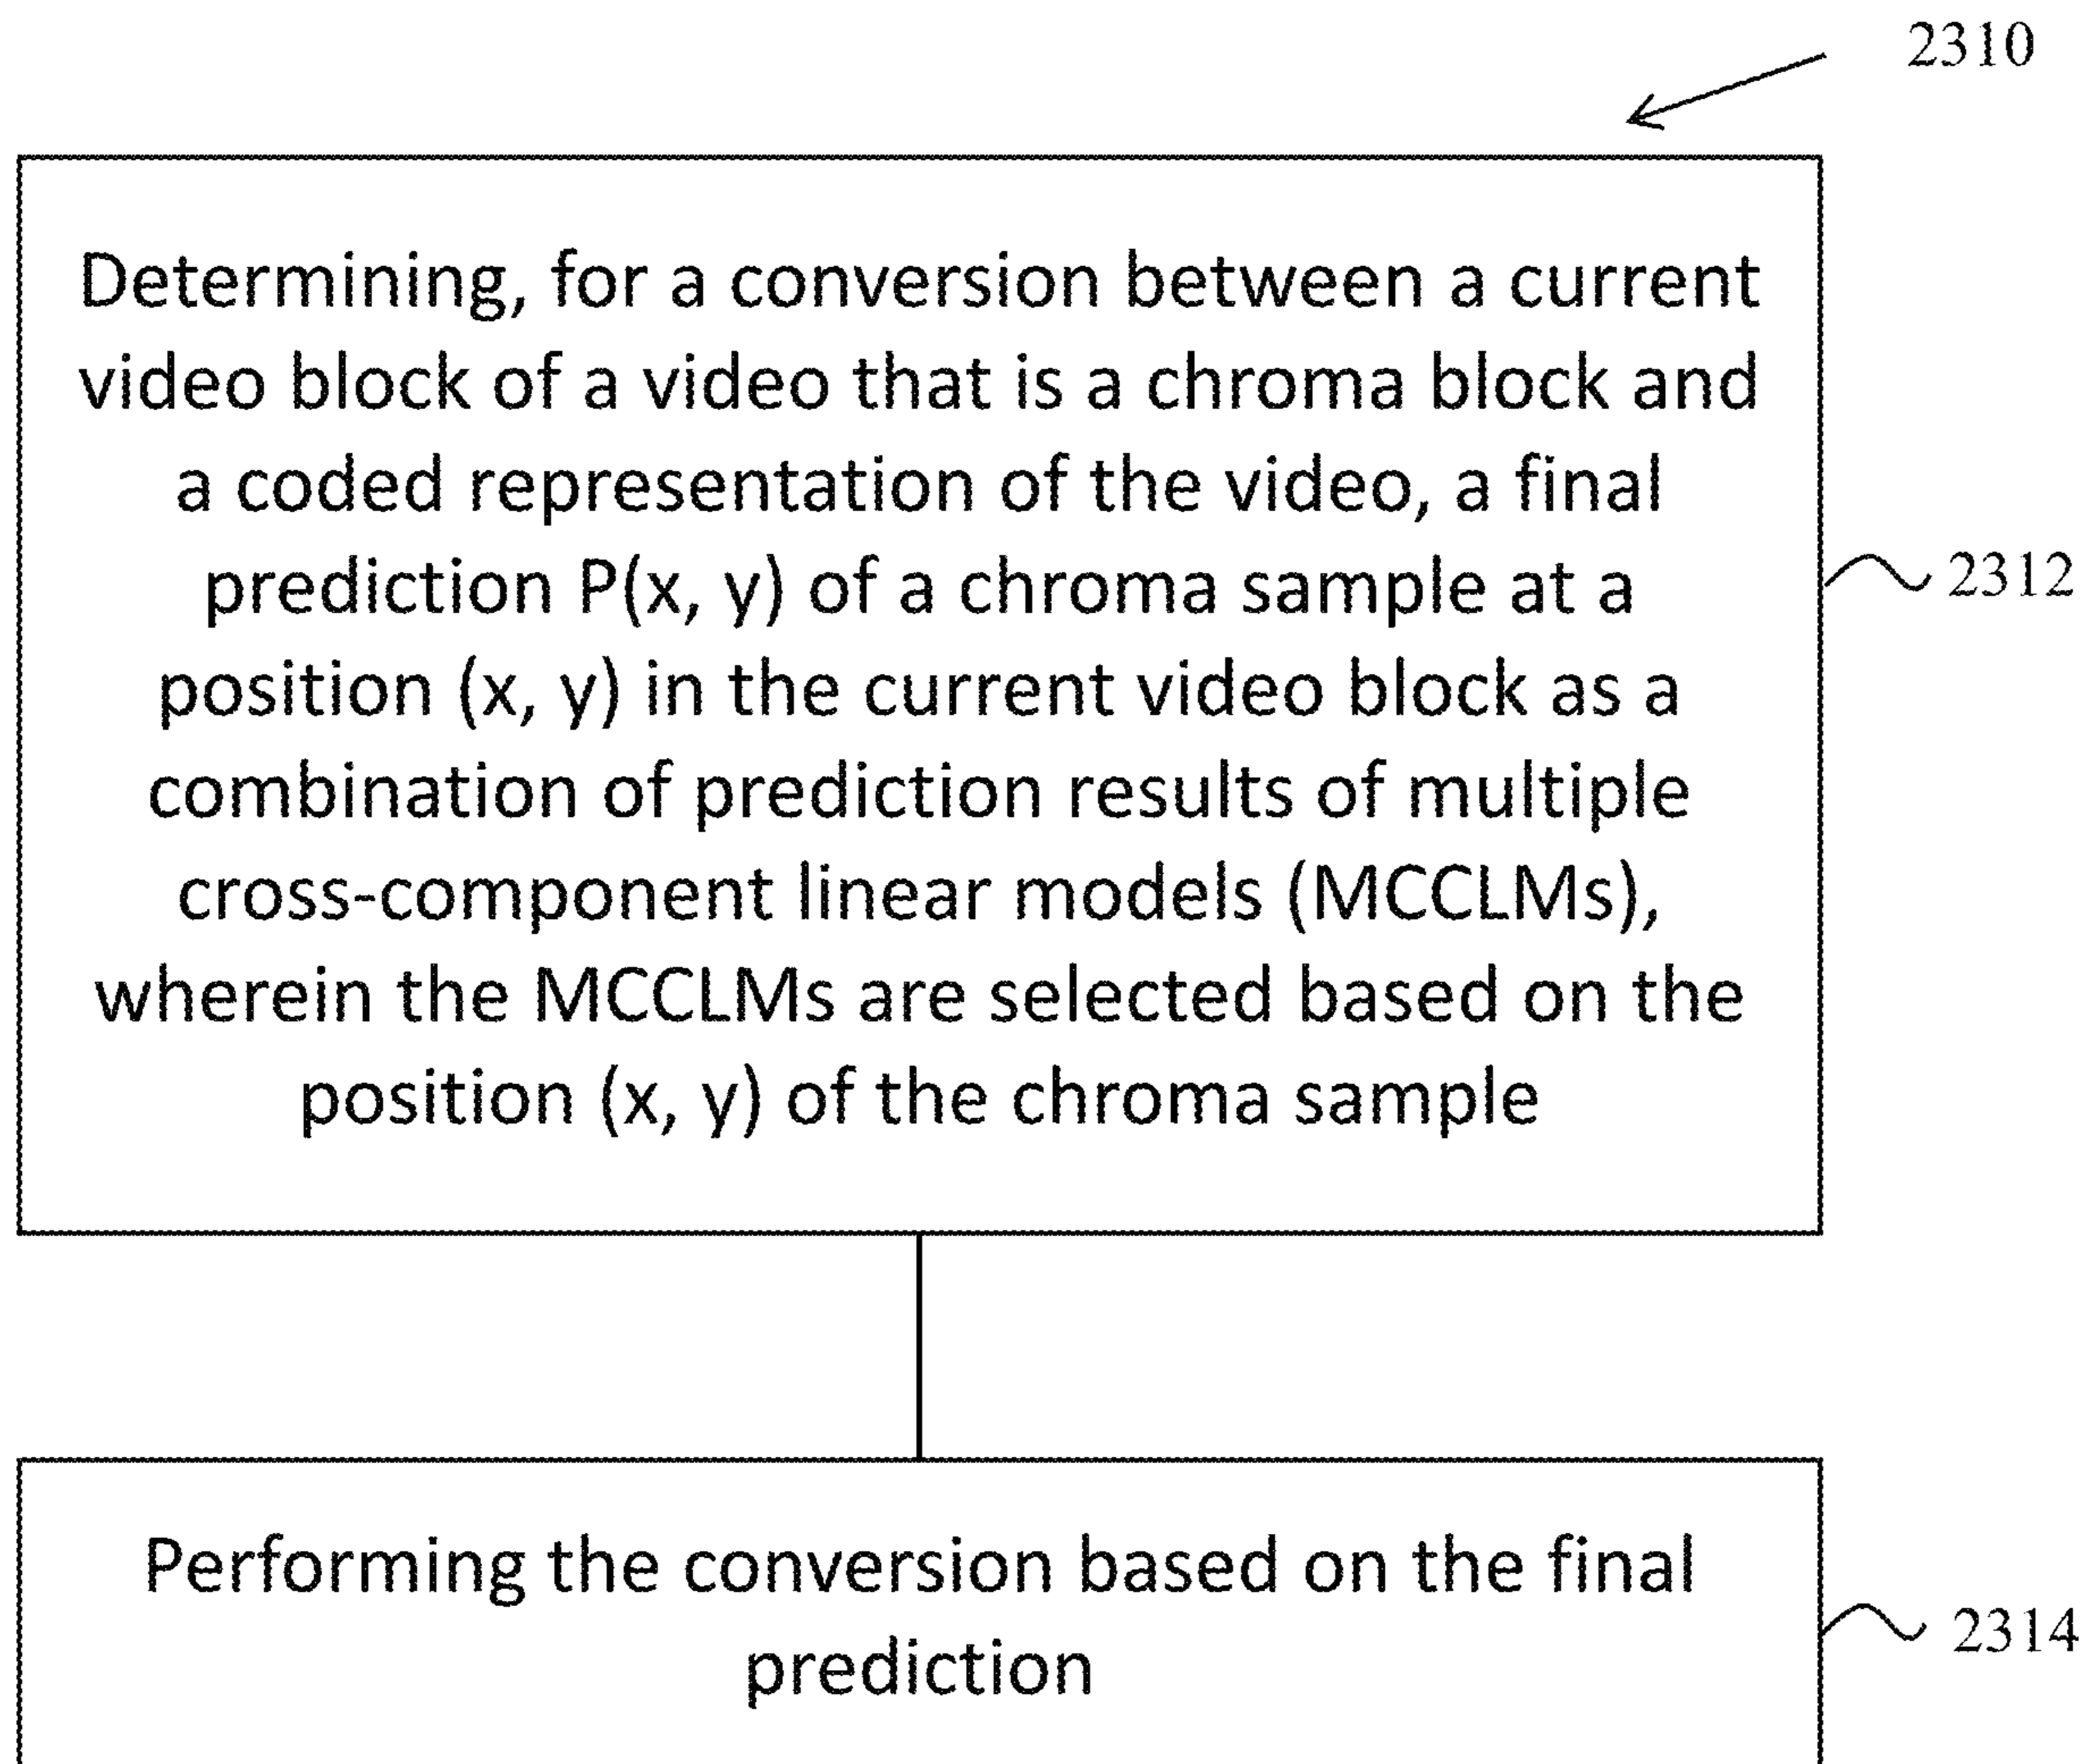 2310
Determining, for a conversion between a current
video block of a video that is a chroma block and
a coded representation of the video, a final
prediction P(x, y) of a chroma sample at a
position (x, y) in the current video block as a
combination of prediction results of multiple
cross-component linear models (MCCLMs),
wherein the MCCLMs are selected based on the
position (x, y) of the chroma sample
2312
Performing the conversion based on the final
prediction
2314